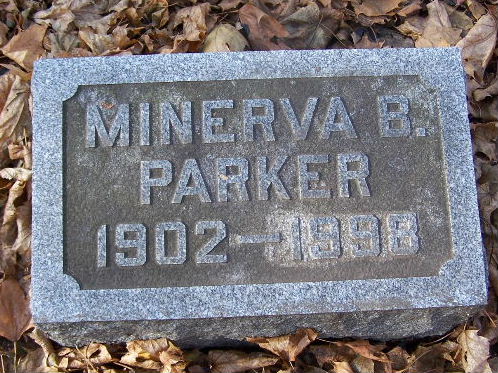 MINERVA B.
PARKER
1902-1998